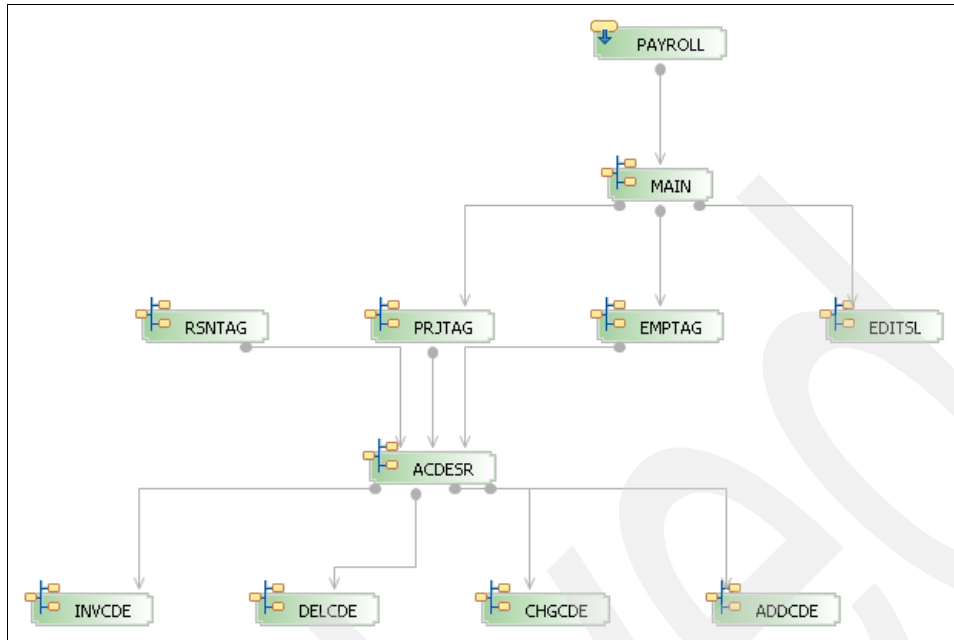 PAYROLL
MAIN
RSNTAG
PRJTAG
EMPTAG
EDITSL
ACDESR
INVCDE
DELCDE
CHGCDE
ADDCDE